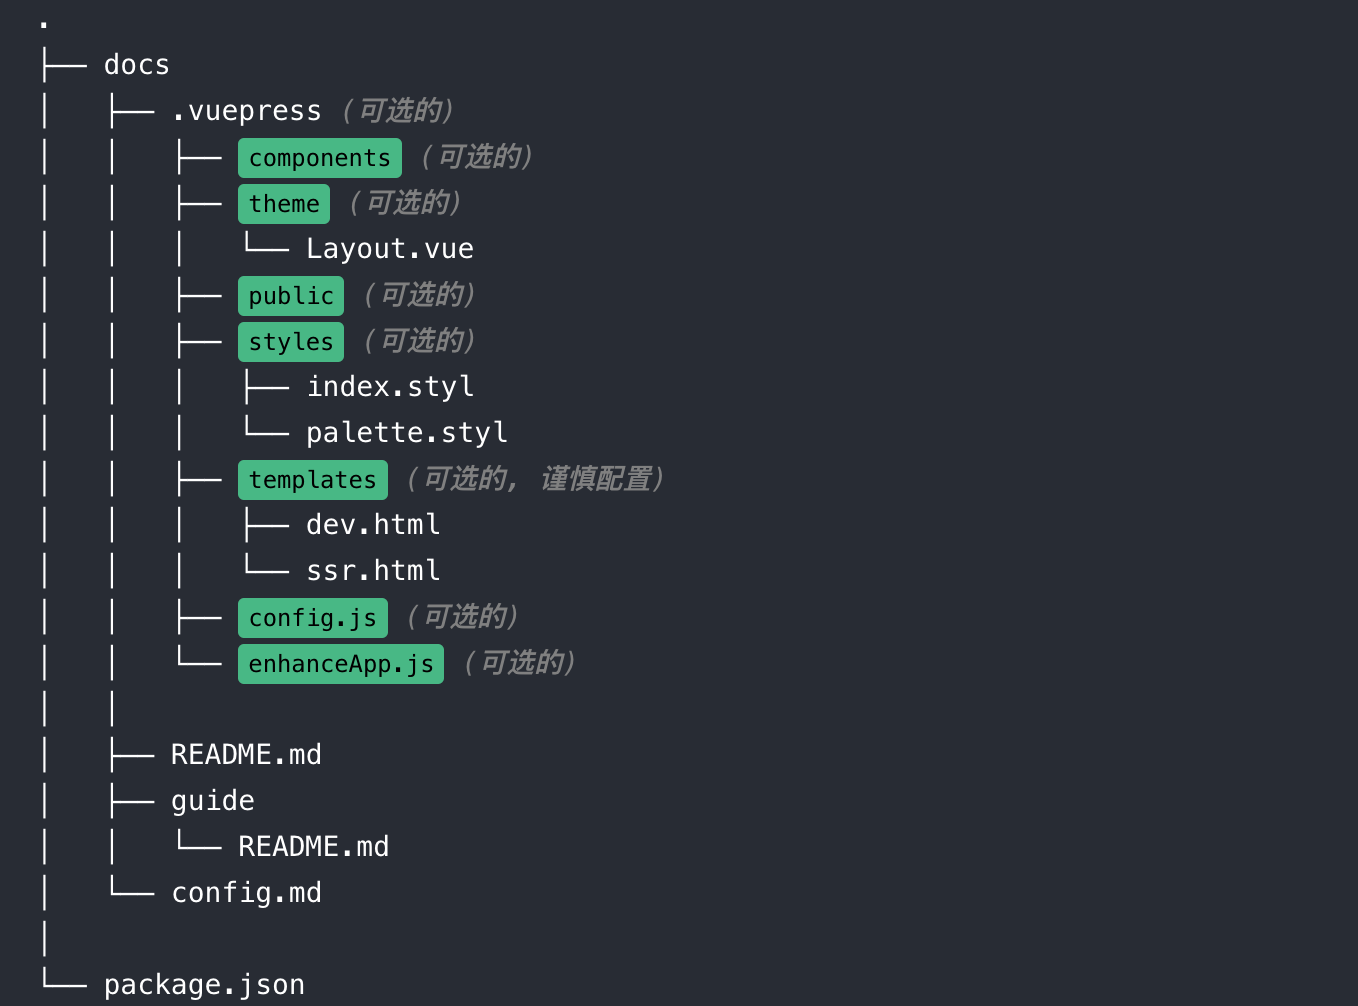 .
├── docs
│   ├── .vuepress (可选的)
│   │   ├── components (可选的)
│   │   ├── theme (可选的)
│   │   │   └── Layout.vue
│   │   ├── public (可选的)
│   │   ├── styles (可选的)
│   │   │   ├── index.styl
│   │   │   └── palette.styl
│   │   ├── templates (可选的, 谨慎配置)
│   │   │   ├── dev.html
│   │   │   └── ssr.html
│   │   ├── config.js (可选的)
│   │   └── enhanceApp.js (可选的)
│   │
│   ├── README.md
│   ├── guide
│   │   └── README.md
│   └── config.md
│
└── package.json